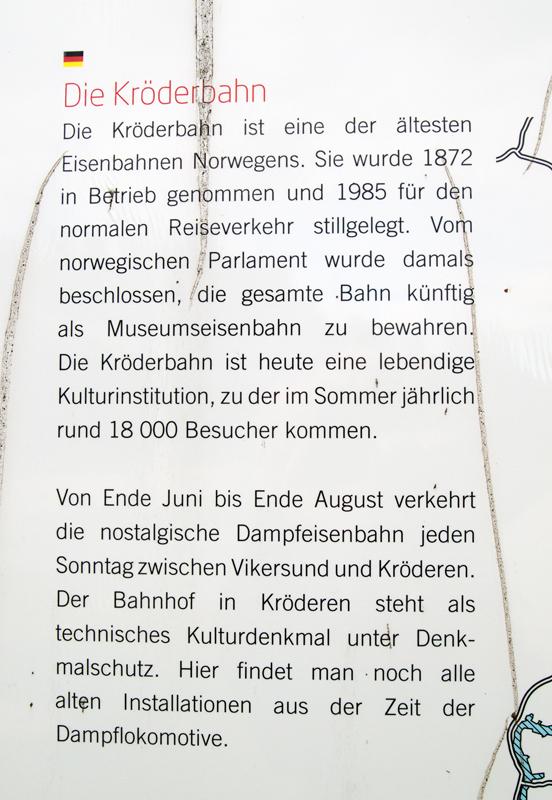 Die Kröderbahn
Die Kröderbahn ist eine der ältesten
Eisenbahnen Norwegens. Sie wurde 1872
in Betrieb genommen und 1985 für den
normalen Reiseverkehr stillgelegt. Vom
norwegischen Parlament wurde damals
beschlossen, die gesamte Bahn künftig
als Museumseisenbahn zu bewahren.
Die Kröderbahn ist heute eine lebendige
Kulturinstitution, zu der im Sommer jährlich
rund 18 000 Besucher kommen.
Von Ende Juni bis Ende August verkehrt
die nostalgische Dampfeisenbahn jeden
Sonntag zwischen Vikersund und Kröderen.
Der Bahnhof in Kröderen steht als
technisches Kulturdenkmal unter Denk-
malschutz. Hier findet man noch alle
alten Installationen aus der Zeit der
Dampflokomotive.